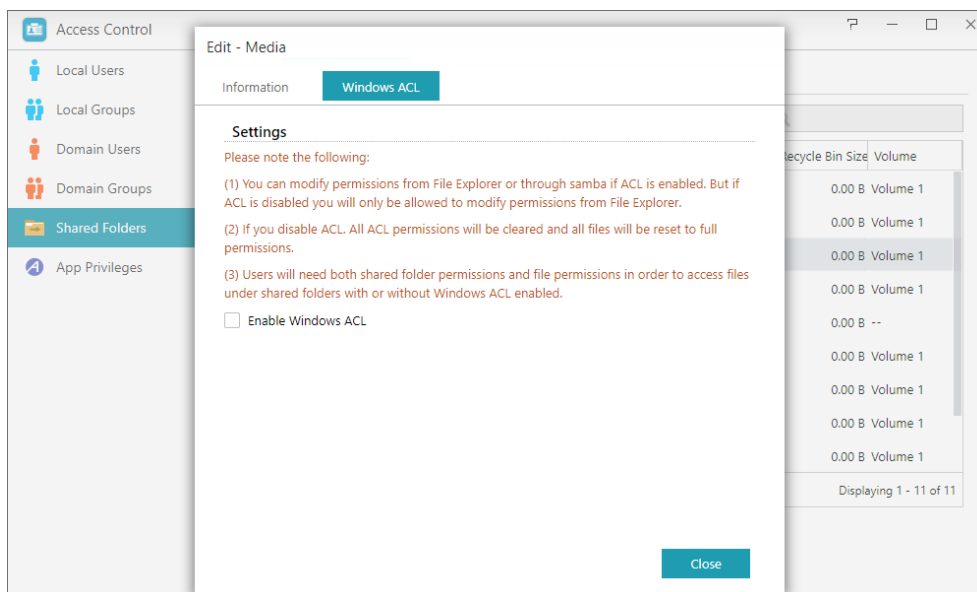 Access Control
Local Users
Local Groups
Domain Users
Domain Groups
Shared Folders
App Privileges
Edit - Media
Information
Windows ACL
Settings
Please note the following:
(1) You can modify permissions from File Explorer or through samba if ACL is enabled. But if
ACL is disabled you will only be allowed to modify permissions from File Explorer.
(2) If you disable ACL. All ACL permissions will be cleared and all files will be reset to full
permissions.
(3) Users will need both shared folder permissions and file permissions in order to access files
under shared folders with or without Windows ACL enabled.
Enable Windows ACL
Close
Recycle Bin Size Volume
0.00 B Volume 1
0.00 B Volume 1
0.00 B Volume 1
0.00 B Volume 1
0.00 B --
0.00 B Volume 1
0.00 B Volume 1
0.00 B Volume 1
0.00 B Volume 1
Displaying 1 - 11 of 11